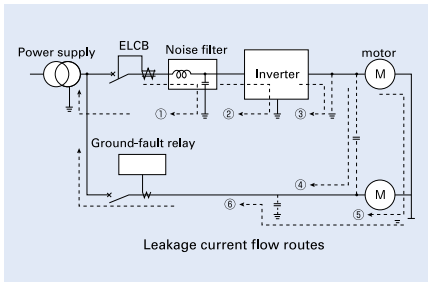 Power supply
ELCB
Noise filter
Inverter
motor
M
①
②
③
Ground-fault relay
④
M
⑥
⑤
Leakage current flow routes